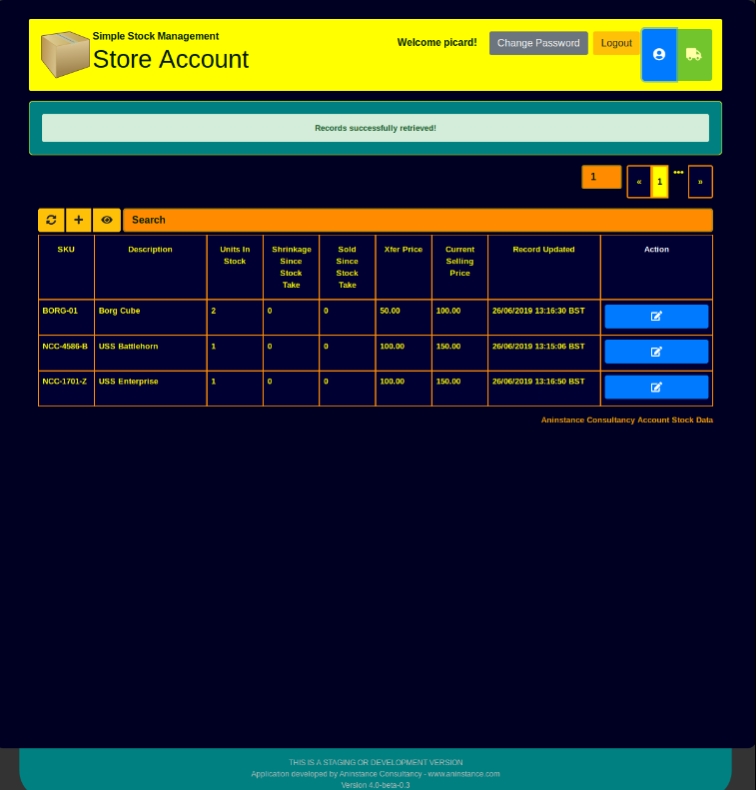 Simple Stock Management
Store Account
Welcome picard!
Change Password
Logout
Records successfully retrieved!
1
«
1
•••
»
Search
SKU
Description
Units In Stock
Shrinkage Since Stock Take
Sold Since Stock Take
Xfer Price
Current Selling Price
Record Updated
Action
BORG-01 Borg Cube 2 0 0 50.00 100.00 26/06/2019 13:16:30 BST
NCC-4586-B USS Battlehorn 1 0 0 100.00 150.00 26/06/2019 13:15:06 BST
NCC-1701-Z USS Enterprise 1 0 0 100.00 150.00 26/06/2019 13:16:50 BST
Aninstance Consultancy Account Stock Data
THIS IS A STAGING OR DEVELOPMENT VERSION
Application developed by Aninstance Consultancy - www.aninstance.com
Version 4.0-beta-0.3